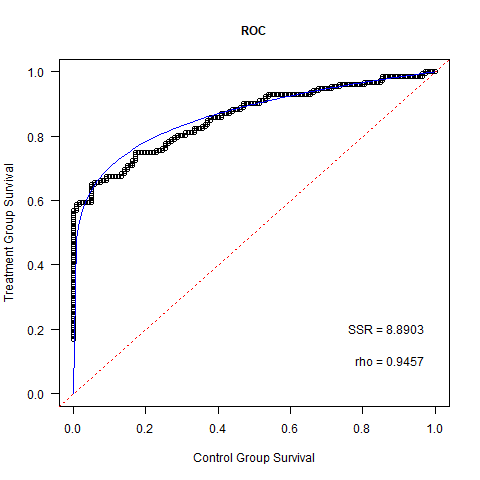 ROC
Treatment Group Survival
1.0
0.8
0.6
0.4
0.2
0.0
SSR = 8.8903
rho = 0.9457
0.0 0.2 0.4 0.6 0.8 1.0
Control Group Survival